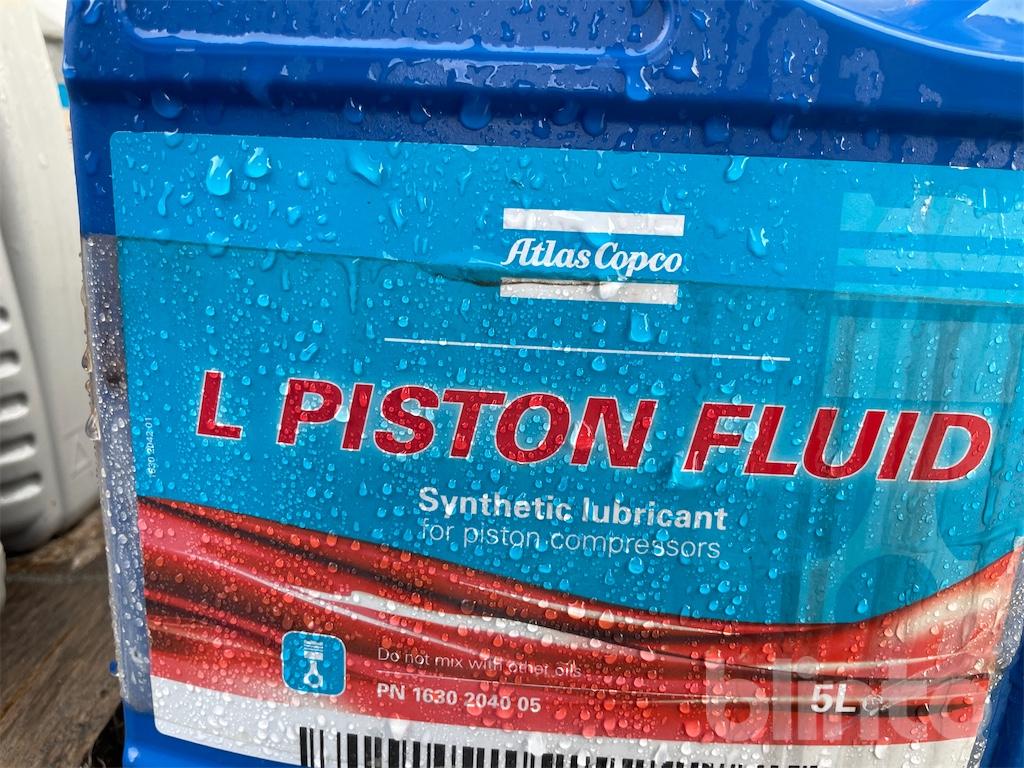 Atlas Copco
L PISTON FLUID
Synthetic lubricant
for piston compressors
Do not mix with other oils
PN 1630 2040 05
5L
blinto